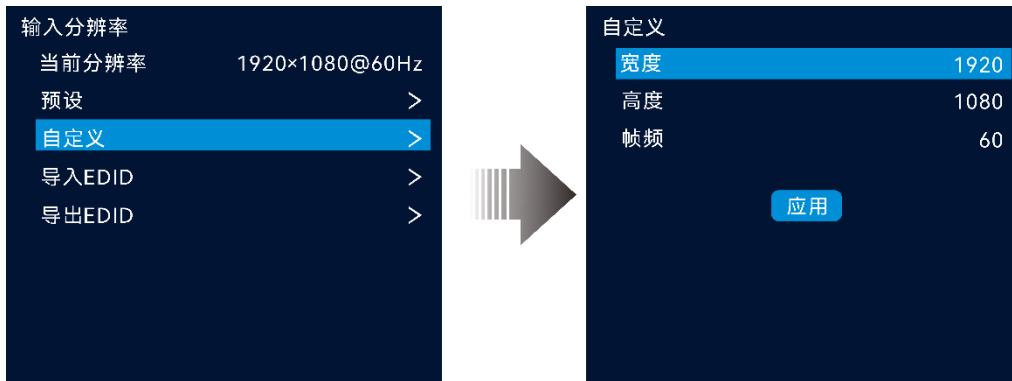 输入分辨率
当前分辨率 1920×1080@60Hz
预设 >
自定义 >
导入EDID >
导出EDID >
自定义
宽度 1920
高度 1080
帧频 60
应用